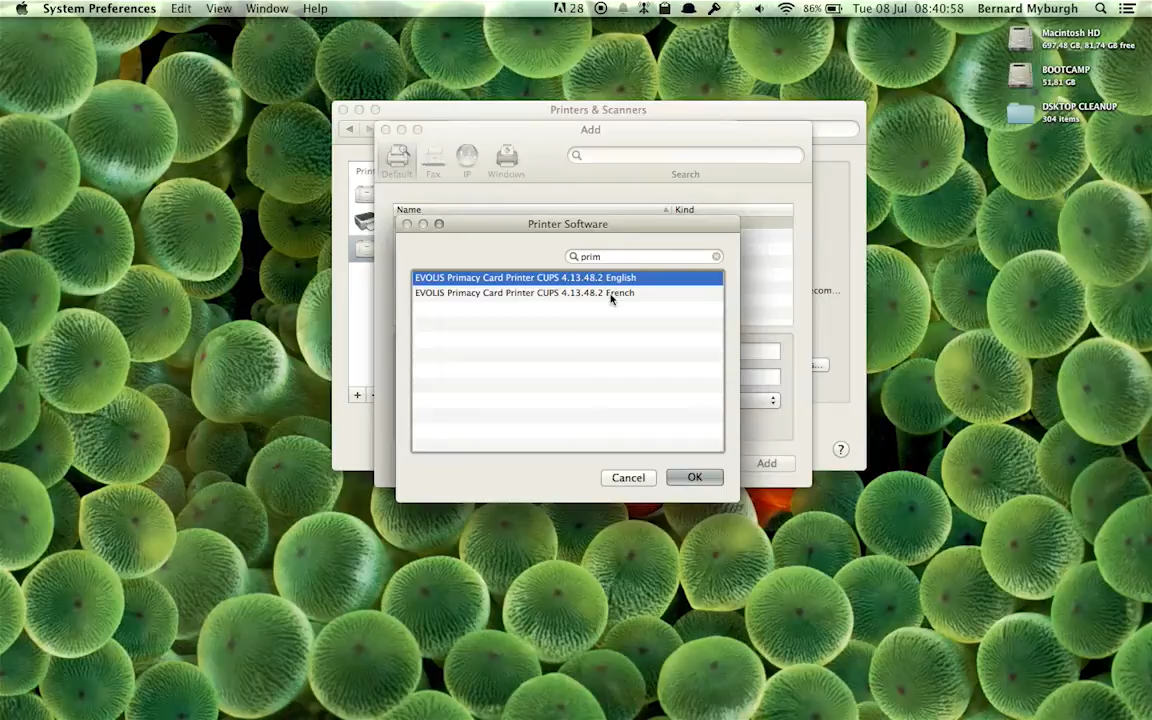 System Preferences Edit View Window Help 28 86% Tue 08 Jul 08:40:58 Bernard Myburgh
Macintosh HD
697,48 GB, 81,74 GB free
BOOTCAMP
51,81 GB
DSKTOP CLEANUP
304 items
Printers & Scanners
Add
Print
Default Fax IP Windows
Search
Name Kind
Printer Software
prim
EVOLIS Primacy Card Printer CUPS 4.13.48.2 English
EVOLIS Primacy Card Printer CUPS 4.13.48.2 French
ecom...
s...
+
?
Add
Cancel OK